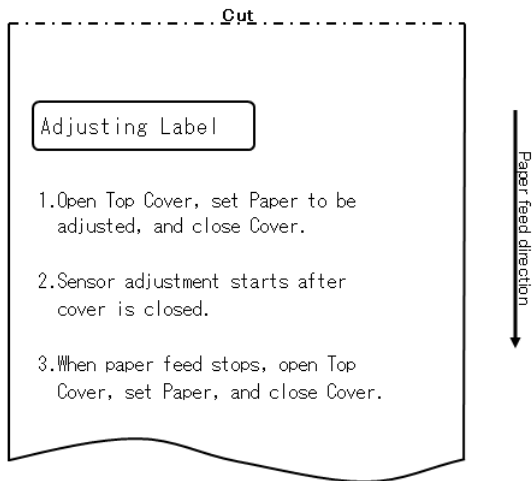 Cut
Adjusting Label
1.Open Top Cover, set Paper to be
adjusted, and close Cover.
2.Sensor adjustment starts after
cover is closed.
3.When paper feed stops, open Top
Cover, set Paper, and close Cover.
Paper feed direction